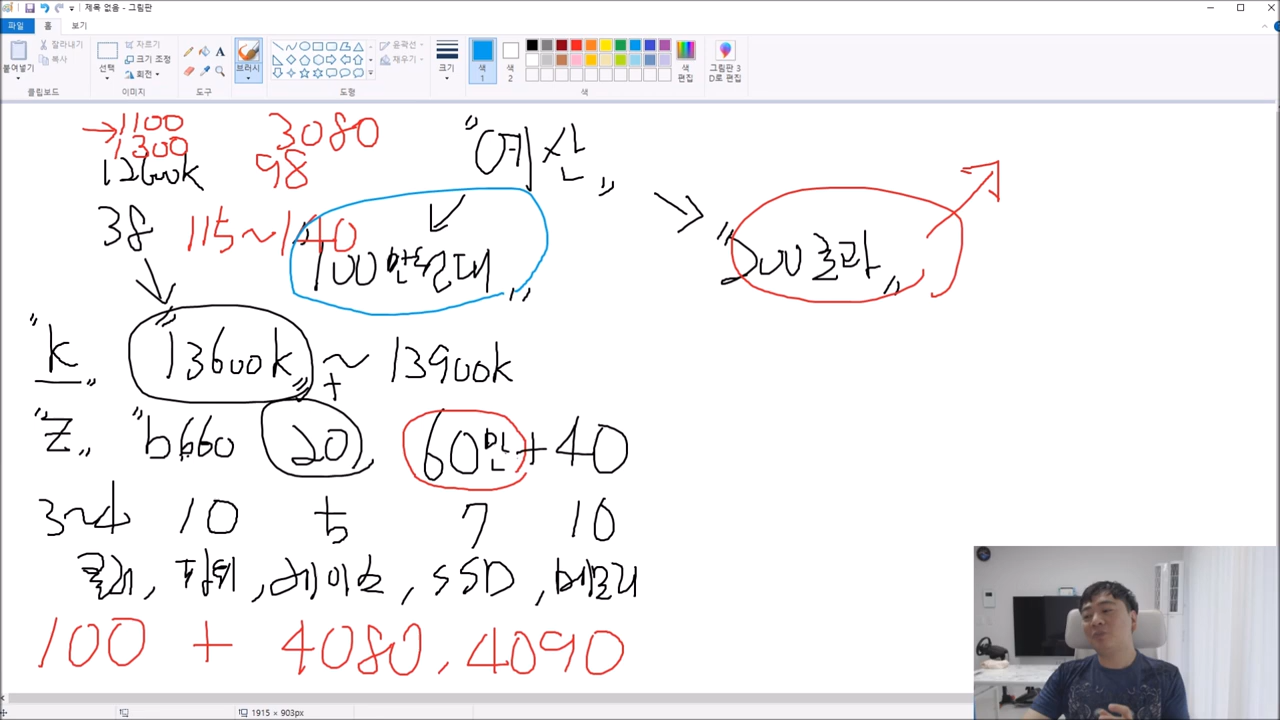 제목 없음 - 그림판
파일 홈 보기
붙여넣기 잘라내기 복사 클립보드
선택 자르기 크기 조정 회전 이미지
도구
브러시
윤곽선 채우기 도형
크기
색 1 색 2 색 편집 색
그림판 3D로 편집
→1100 3080 "예산"
1300
12600k 98
38 115~140 100만원대" → "500달러"
"k" "13600k" ~ 13900k
+
"Z" "b660 20" 60만+40
3~4 10 5 7 10
쿨러, 파워, 케이스, SSD, 메모리
100 + 4080, 4090
1915 × 903px